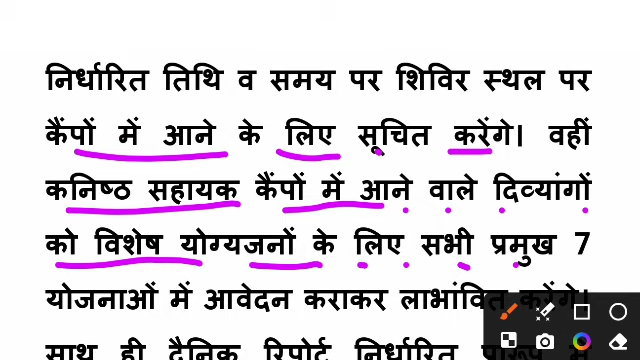 निर्धारित तिथि व समय पर शिविर स्थल पर
कैंपों में आने के लिए सूचित करेंगे। वहीं
कनिष्ठ सहायक कैंपों में आने वाले दिव्यांगों
को विशेष योग्यजनों के लिए सभी प्रमुख 7
योजनाओं में आवेदन कराकर लाभांवित करेंगे।
साथ ही दैनिक रिपोर्ट निर्धारित